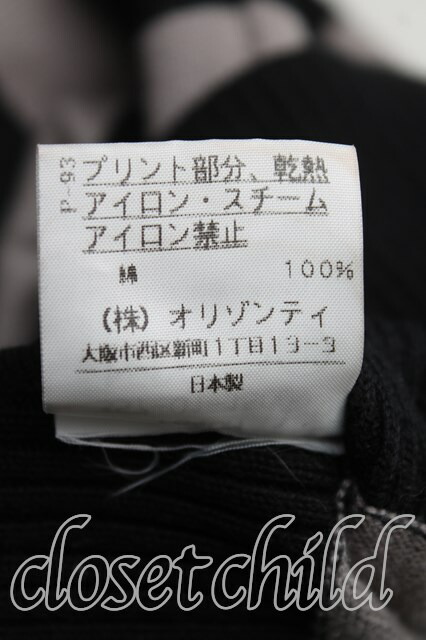 P-93
プリント部分、乾熱
アイロン・スチーム
アイロン禁止
綿 100%
(株) オリゾンティ
大阪市西区新町1丁目13-3
日本製
closet child